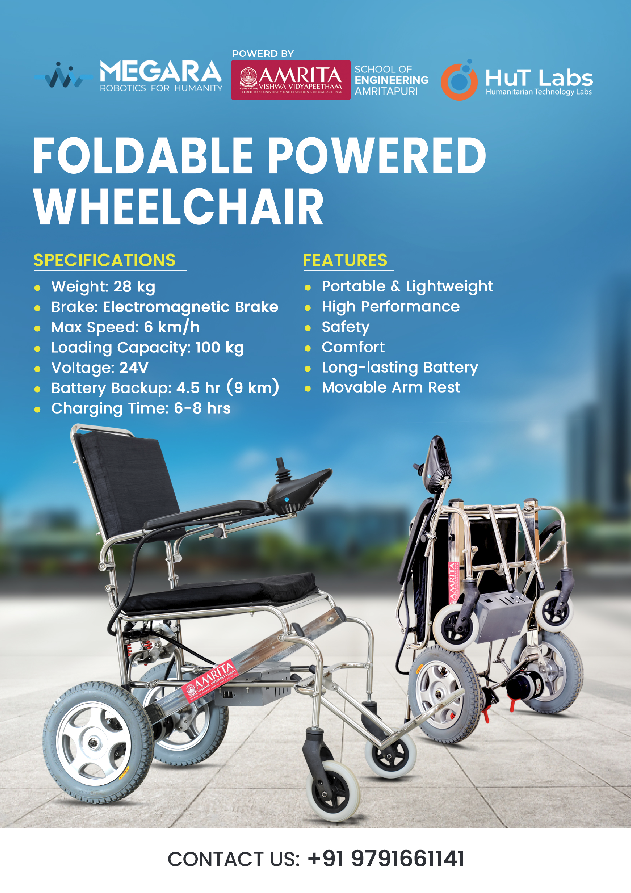 POWERD BY
MEGARA
ROBOTICS FOR HUMANITY
AMRITA
VISHWA VIDYAPEETHAM
SCHOOL OF
ENGINEERING
AMRITAPURI
HuT Labs
Humanitarian Technology Labs
FOLDABLE POWERED
WHEELCHAIR
SPECIFICATIONS
• Weight: 28 kg
• Brake: Electromagnetic Brake
• Max Speed: 6 km/h
• Loading Capacity: 100 kg
• Voltage: 24V
• Battery Backup: 4.5 hr (9 km)
• Charging Time: 6-8 hrs
FEATURES
• Portable & Lightweight
• High Performance
• Safety
• Comfort
• Long-lasting Battery
• Movable Arm Rest
AMRITA
AMRITA
CONTACT US: +91 9791661141